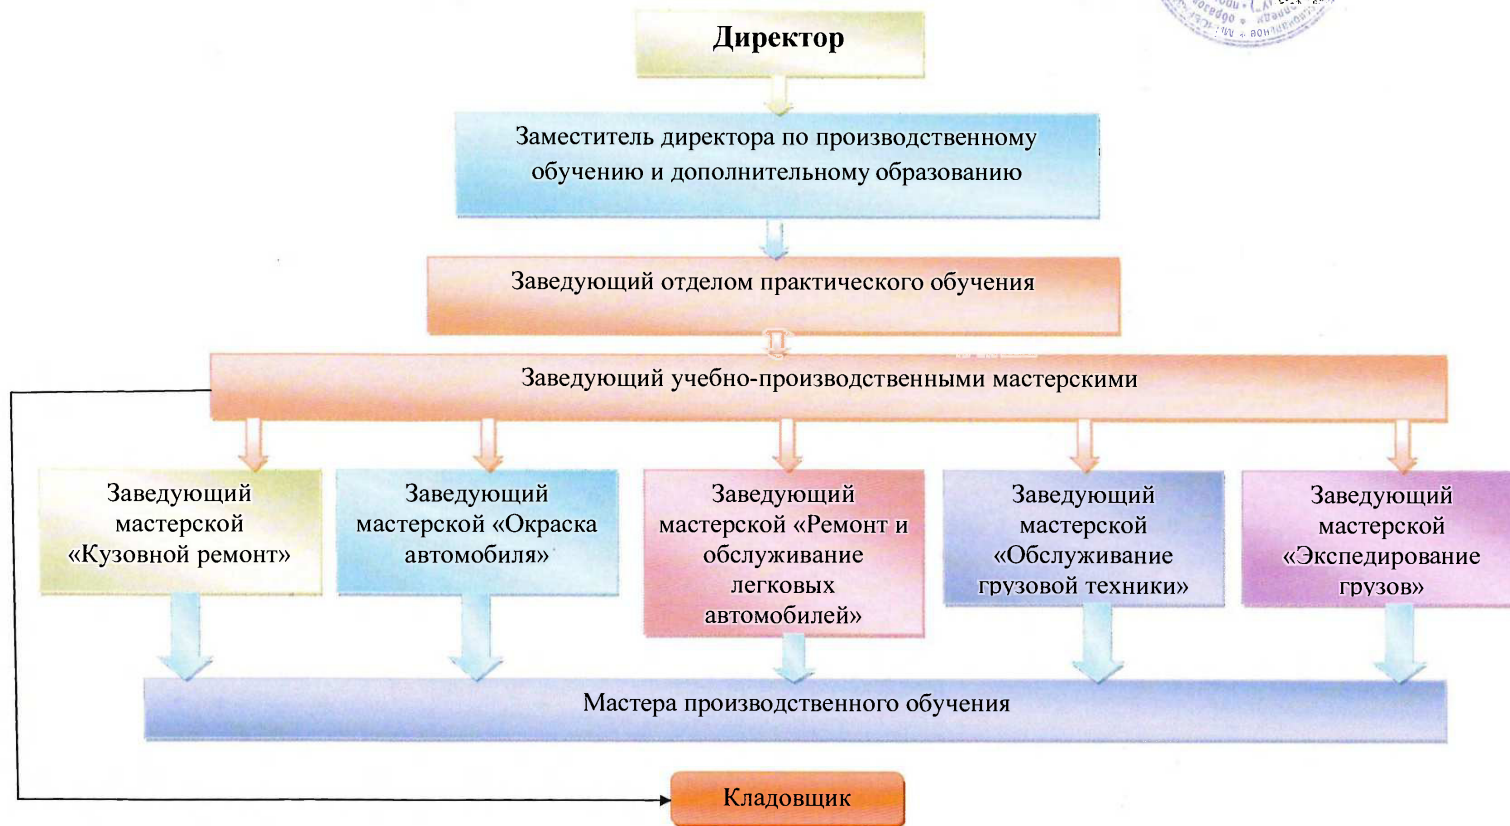 Директор
Заместитель директора по производственному
обучению и дополнительному образованию
Заведующий отделом практического обучения
Заведующий учебно-производственными мастерскими
Заведующий
мастерской
«Кузовной ремонт»
Заведующий
мастерской «Окраска
автомобиля»
Заведующий
мастерской «Ремонт и
обслуживание
легковых
автомобилей»
Заведующий
мастерской
«Обслуживание
грузовой техники»
Заведующий
мастерской
«Экспедирование
грузов»
Мастера производственного обучения
Кладовщик